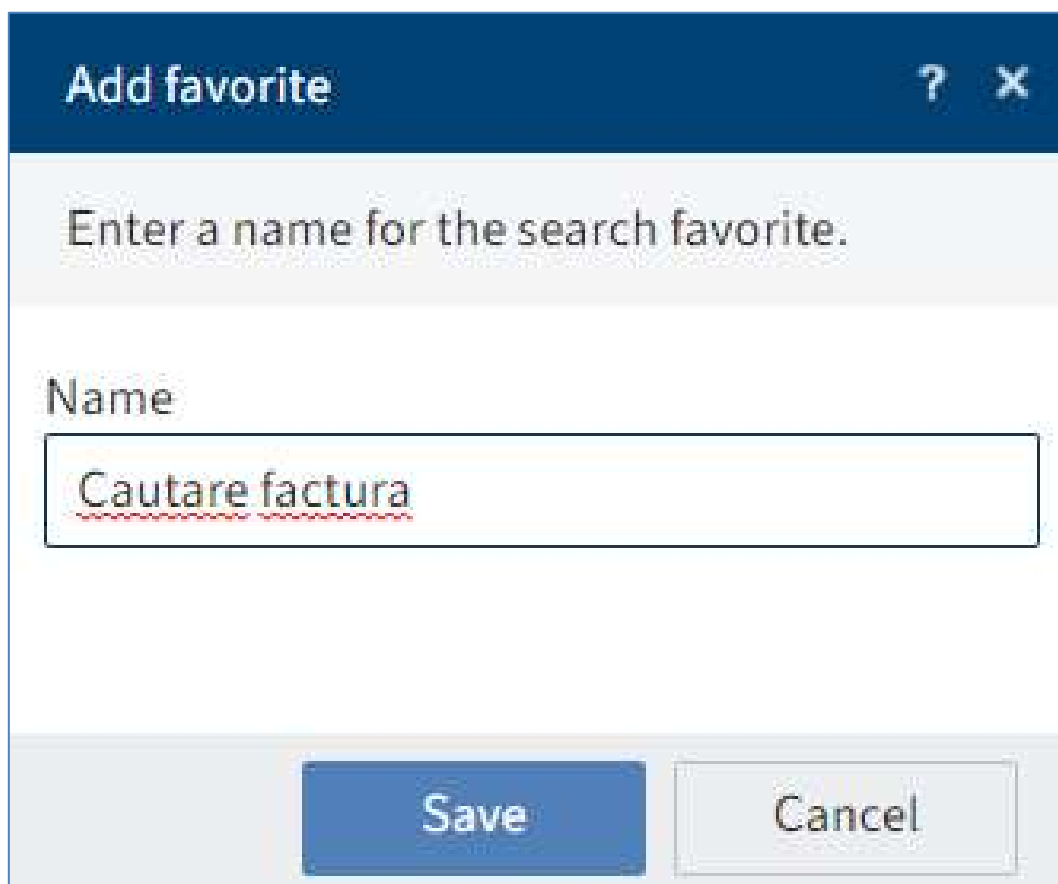 Add favorite ? X
Enter a name for the search favorite.
Name
Cautare factura
Save Cancel